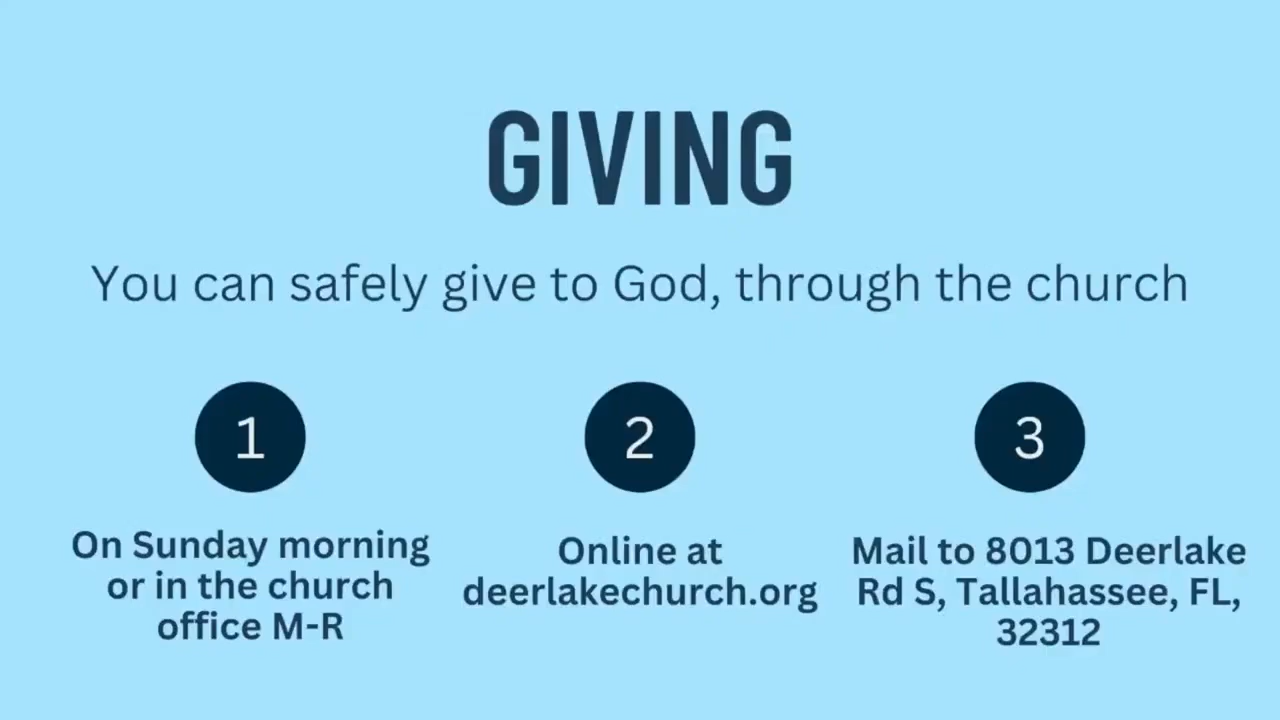 GIVING
You can safely give to God, through the church
1
On Sunday morning
or in the church
office M-R
2
Online at
deerlakechurch.org
3
Mail to 8013 Deerlake
Rd S, Tallahassee, FL,
32312